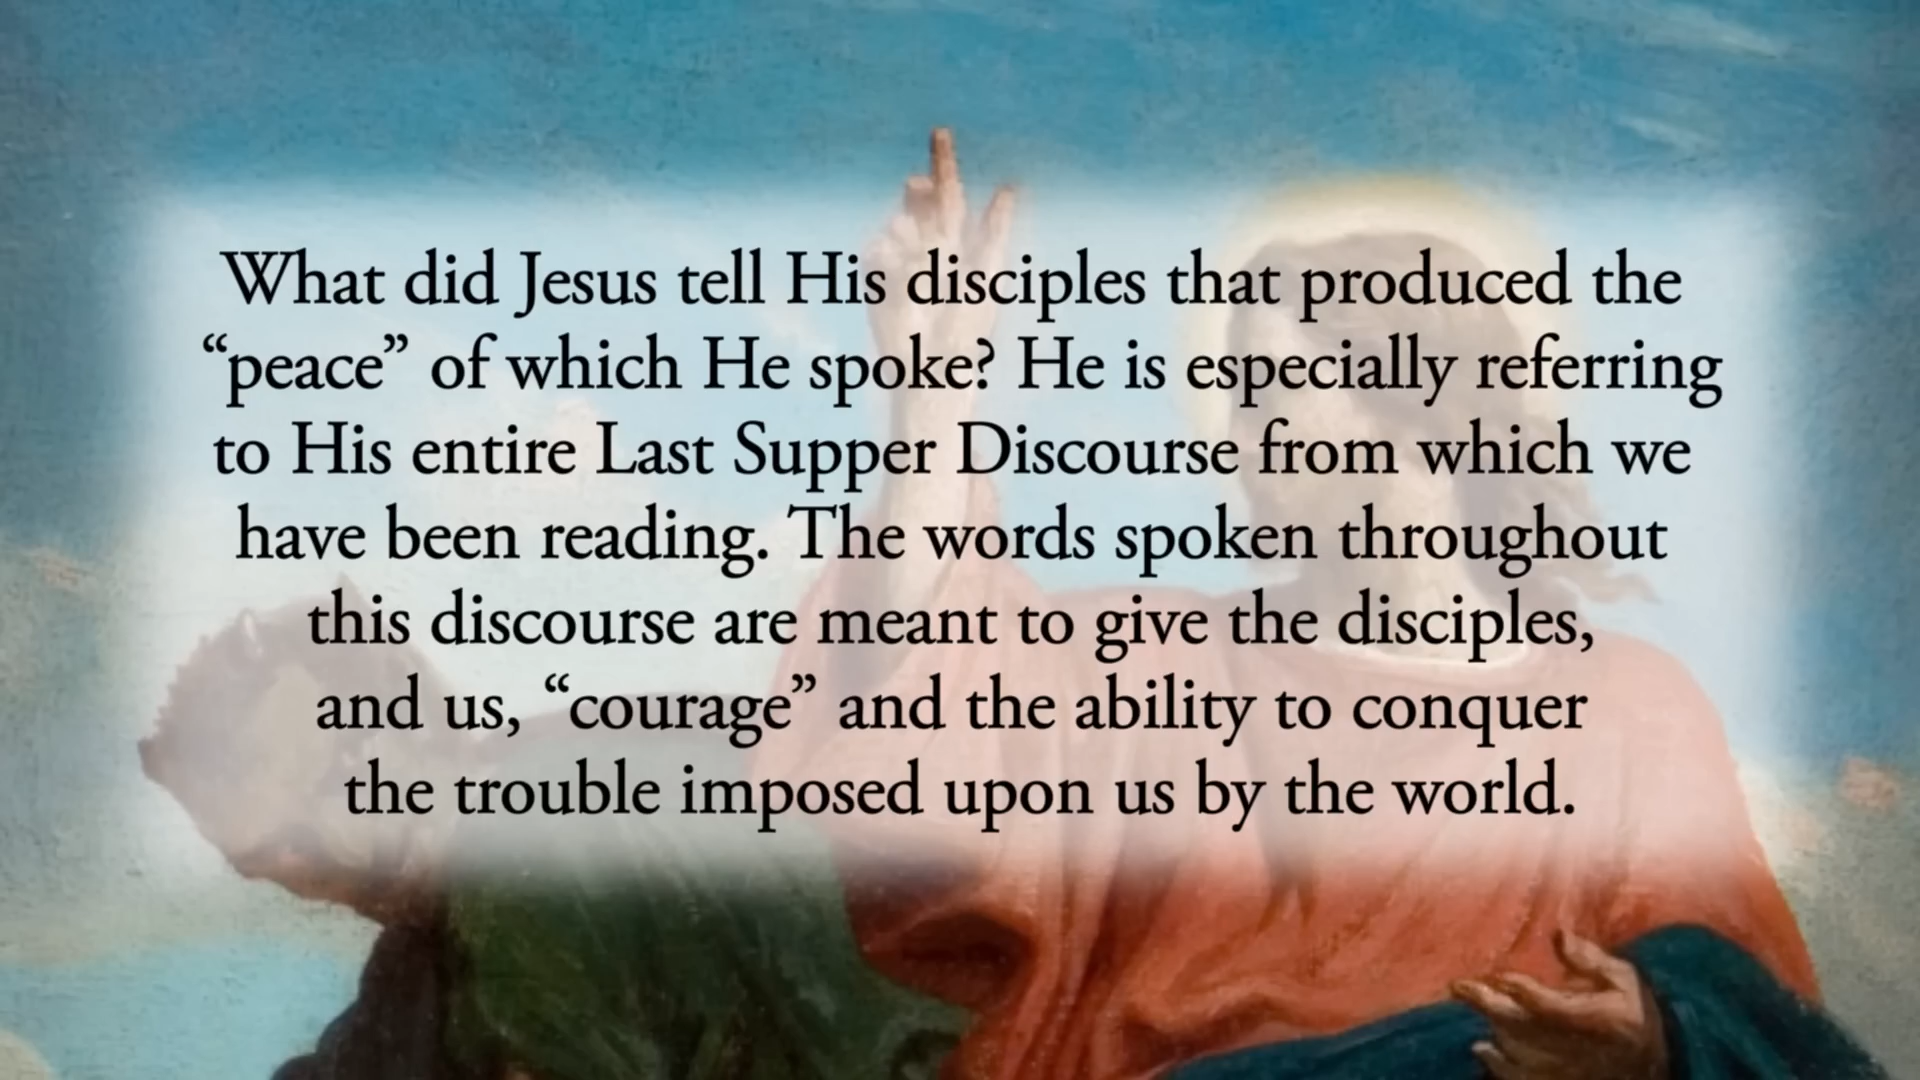 What did Jesus tell His disciples that produced the
“peace” of which He spoke? He is especially referring
to His entire Last Supper Discourse from which we
have been reading. The words spoken throughout
this discourse are meant to give the disciples,
and us, “courage” and the ability to conquer
the trouble imposed upon us by the world.